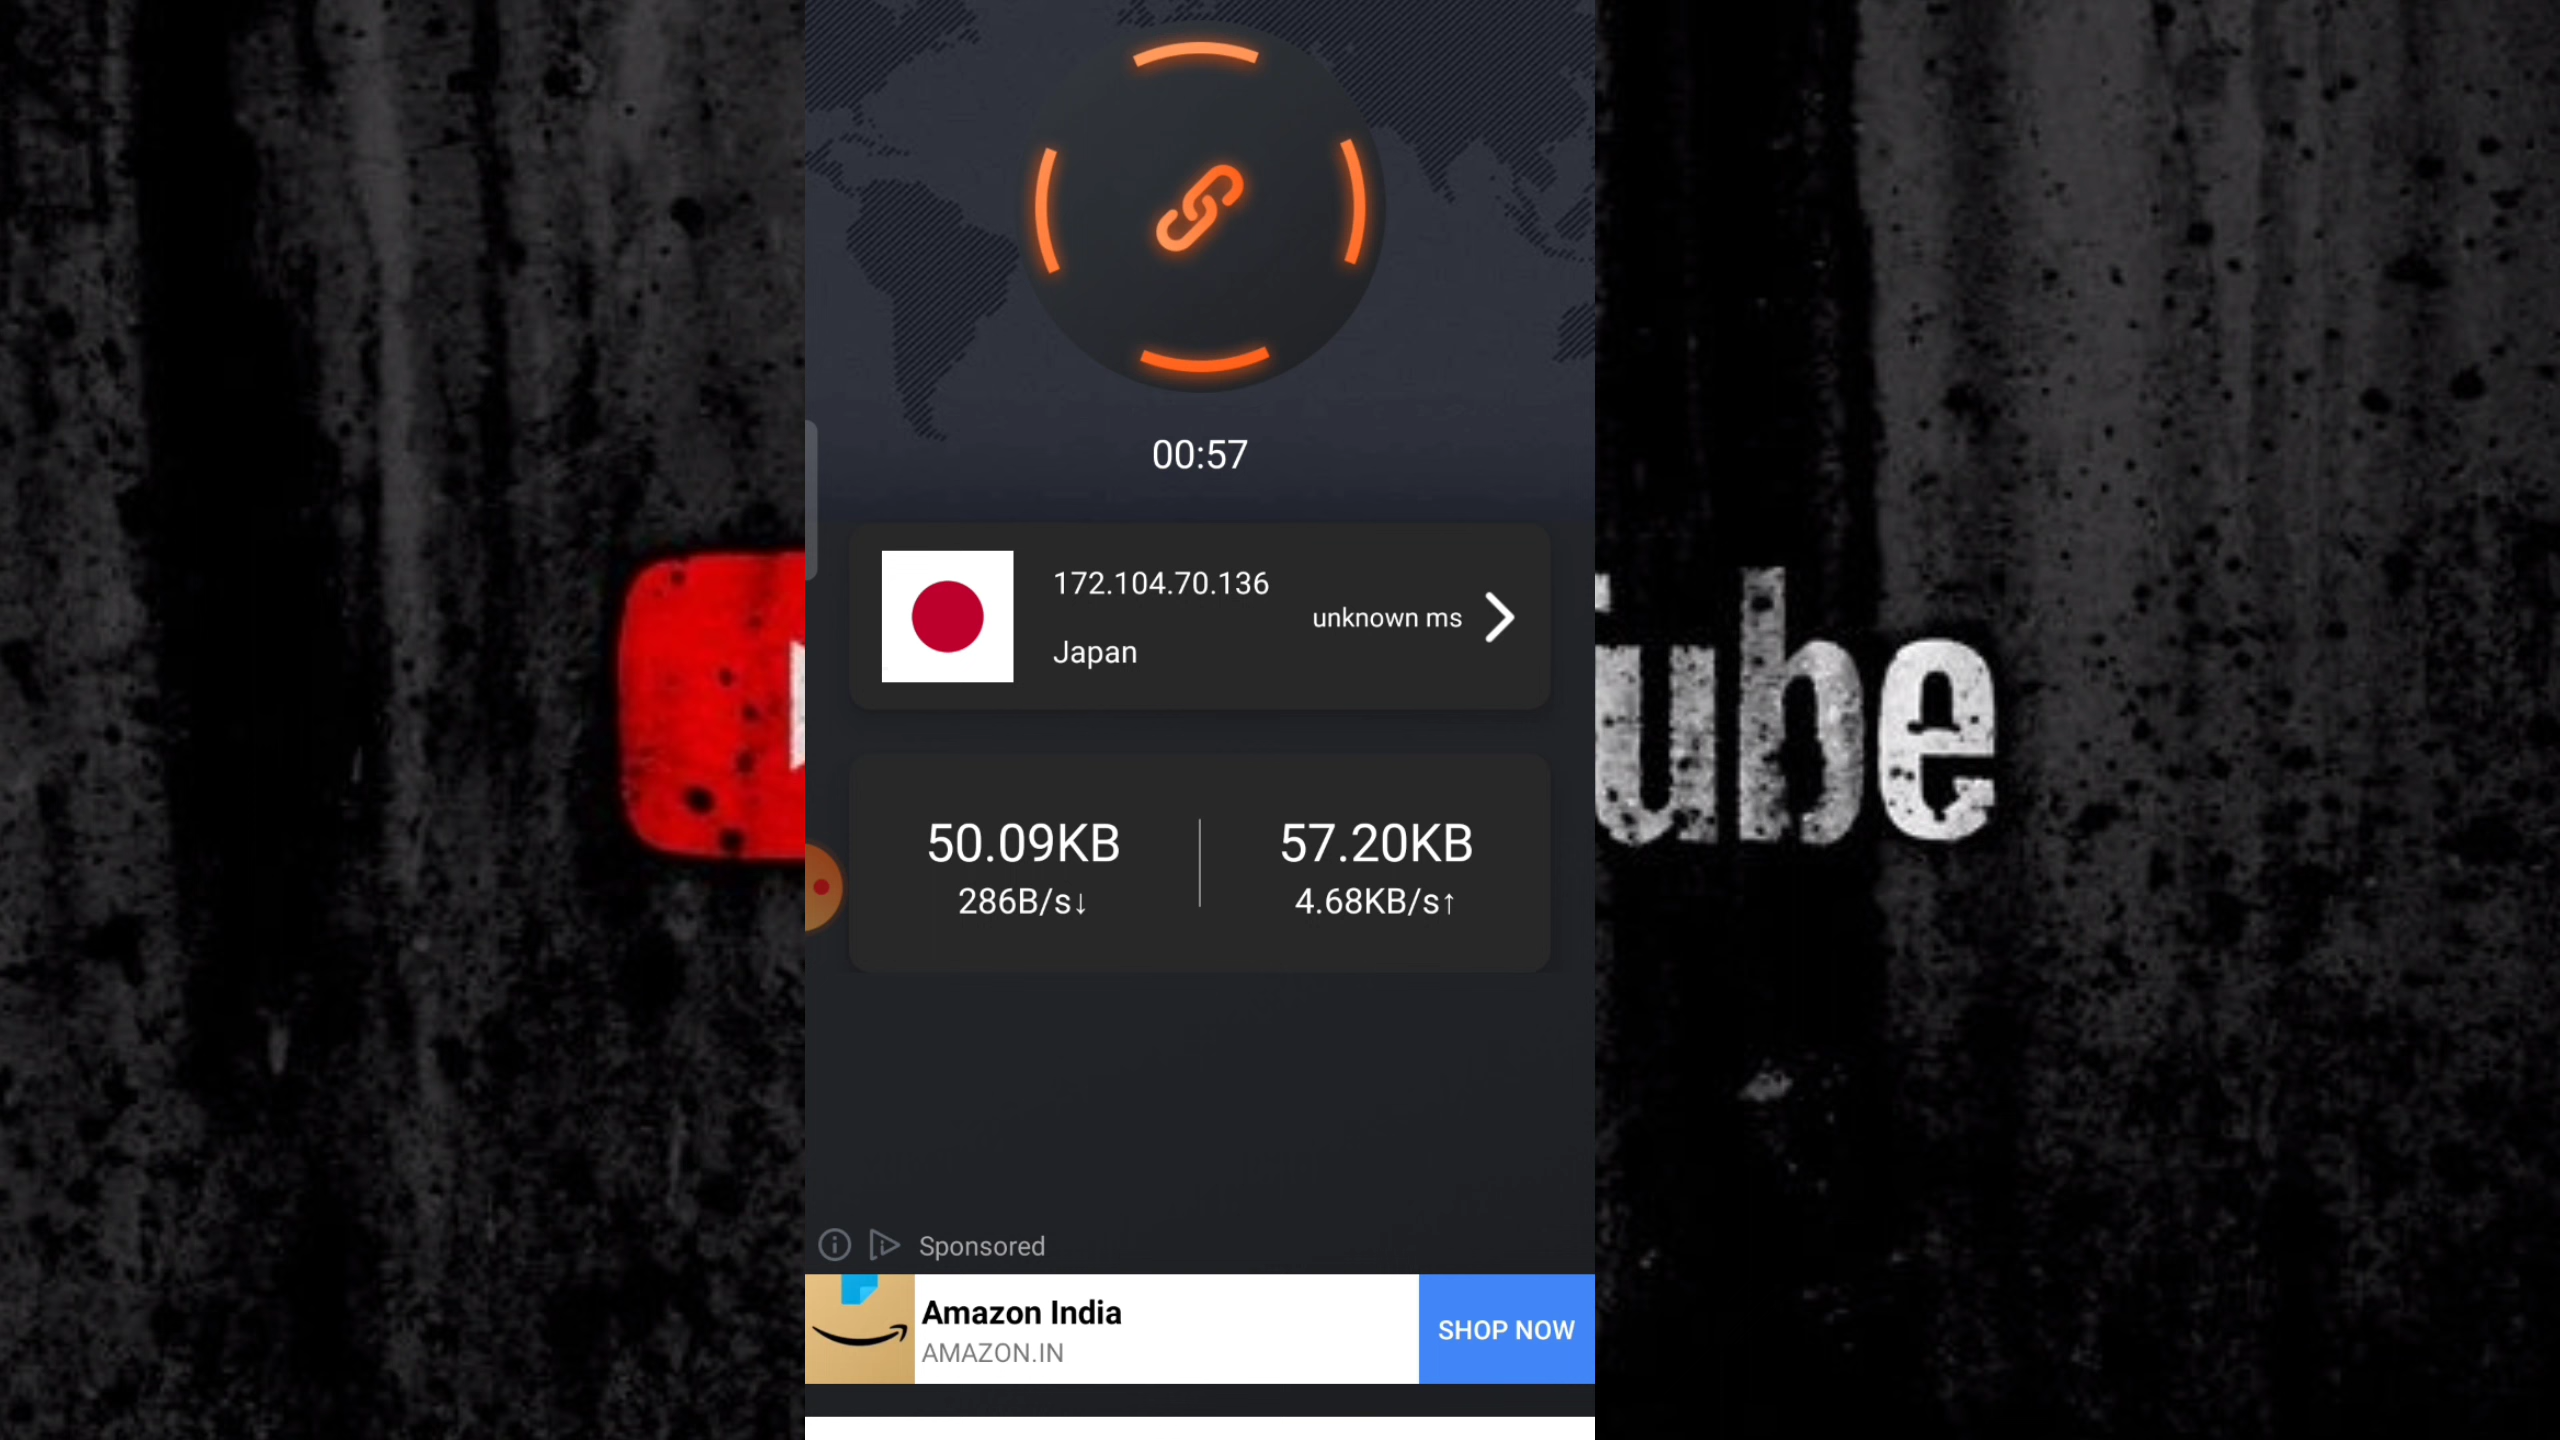 00:57
172.104.70.136
unknown ms
Japan
50.09KB
57.20KB
286B/s↓
4.68KB/s↑
Sponsored
Amazon India
AMAZON.IN
SHOP NOW
ube